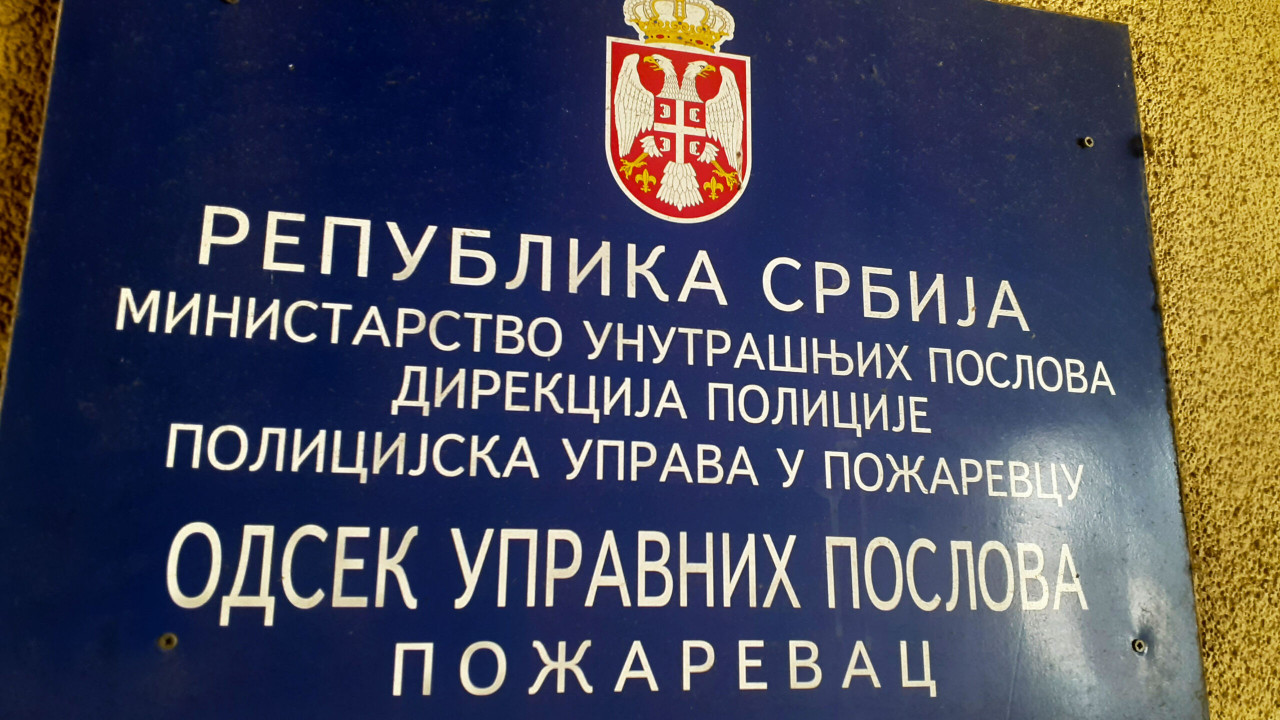 РЕПУБЛИКА СРБИЈА
МИНИСТАРСТВО УНУТРАШЊИХ ПОСЛОВА
ДИРЕКЦИЈА ПОЛИЦИЈЕ
ПОЛИЦИЈСКА УПРАВА У ПОЖАРЕВЦУ
ОДСЕК УПРАВНИХ ПОСЛОВА
ПОЖАРЕВАЦ